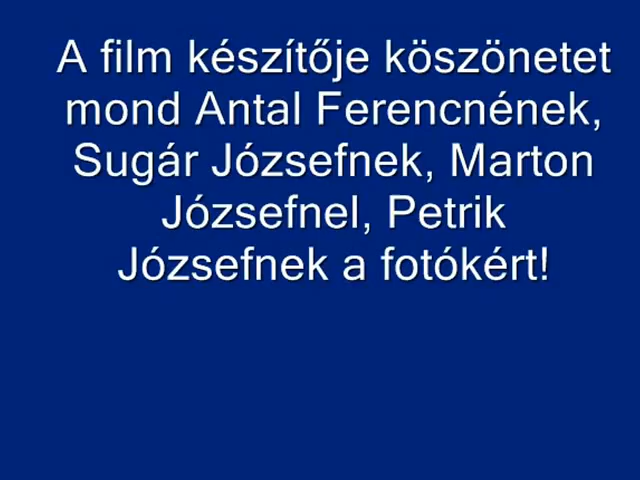 A film készítője köszönetet
mond Antal Ferencnének,
Sugár Józsefnek, Marton
Józsefnel, Petrik
Józsefnek a fotókért!